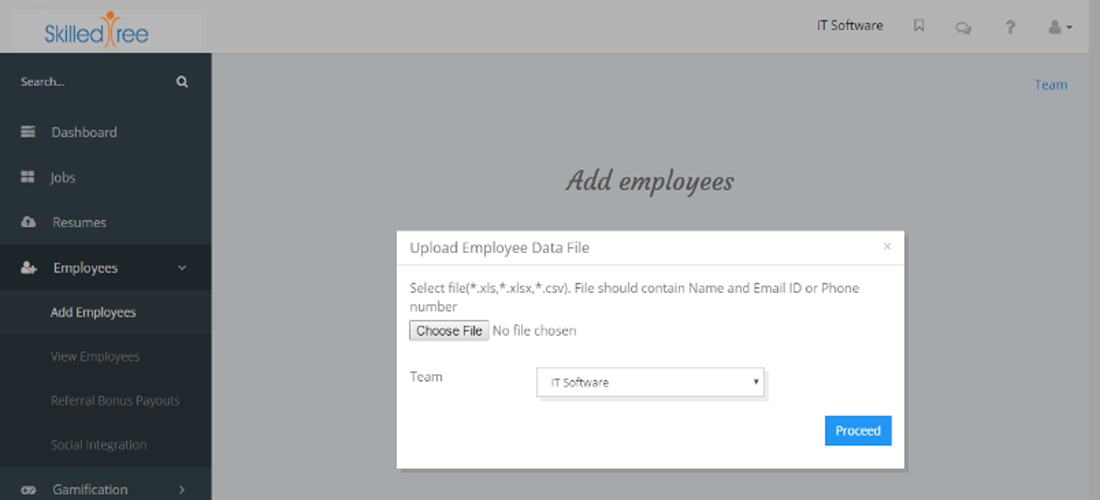 SkilledTree
IT Software
Search...
Team
Dashboard
Jobs
Resumes
Employees
Add Employees
View Employees
Referral Bonus Payouts
Social Integration
Gamification
Add employees
Upload Employee Data File
×
Select file(*.xls,*.xlsx,*.csv). File should contain Name and Email ID or Phone
number
Choose File No file chosen
Team
IT Software
Proceed